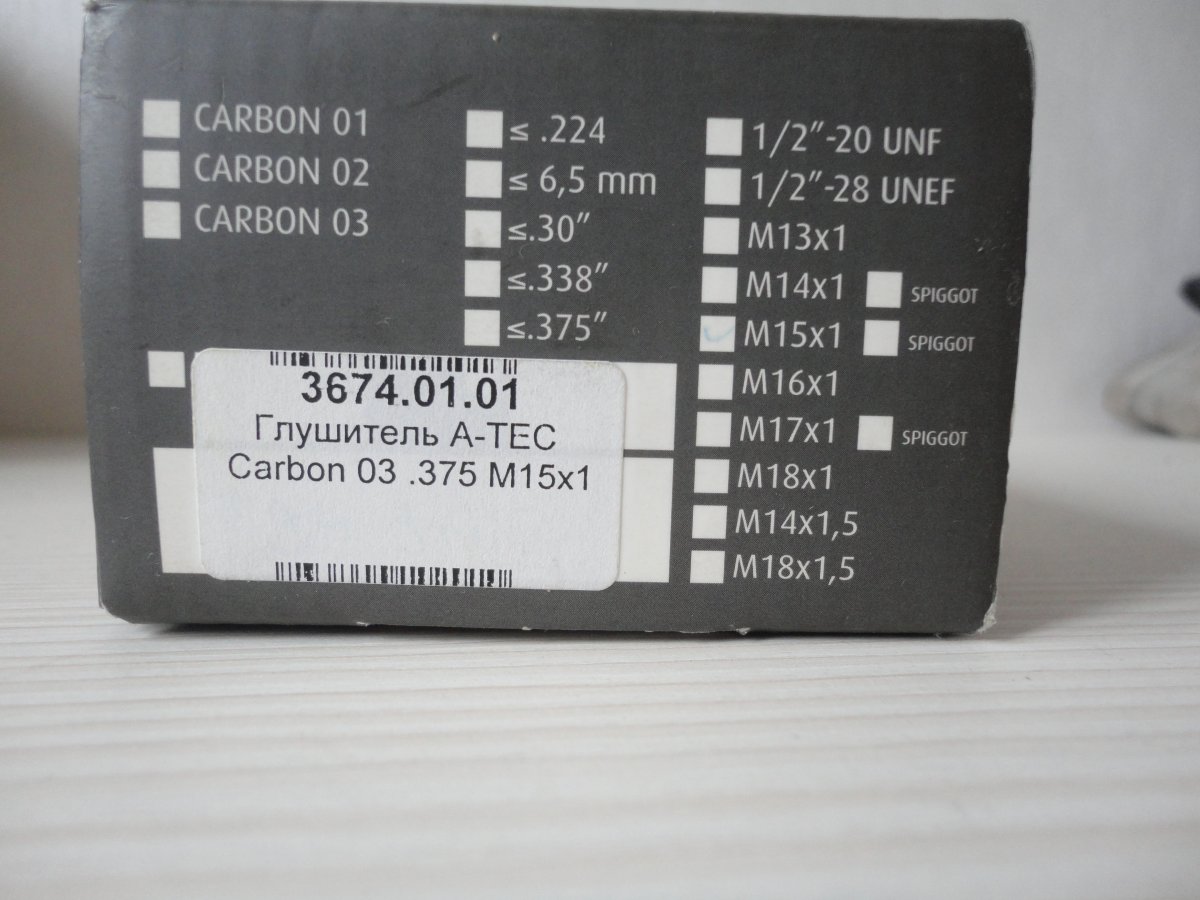 CARBON 01
CARBON 02
CARBON 03
≤ .224
≤ 6,5 mm
≤.30”
≤.338”
≤.375”
1/2”-20 UNF
1/2”-28 UNEF
M13x1
M14x1 SPIGGOT
M15x1 SPIGGOT
M16x1
M17x1 SPIGGOT
M18x1
M14x1,5
M18x1,5
3674.01.01
Глушитель A-TEC
Carbon 03 .375 M15x1